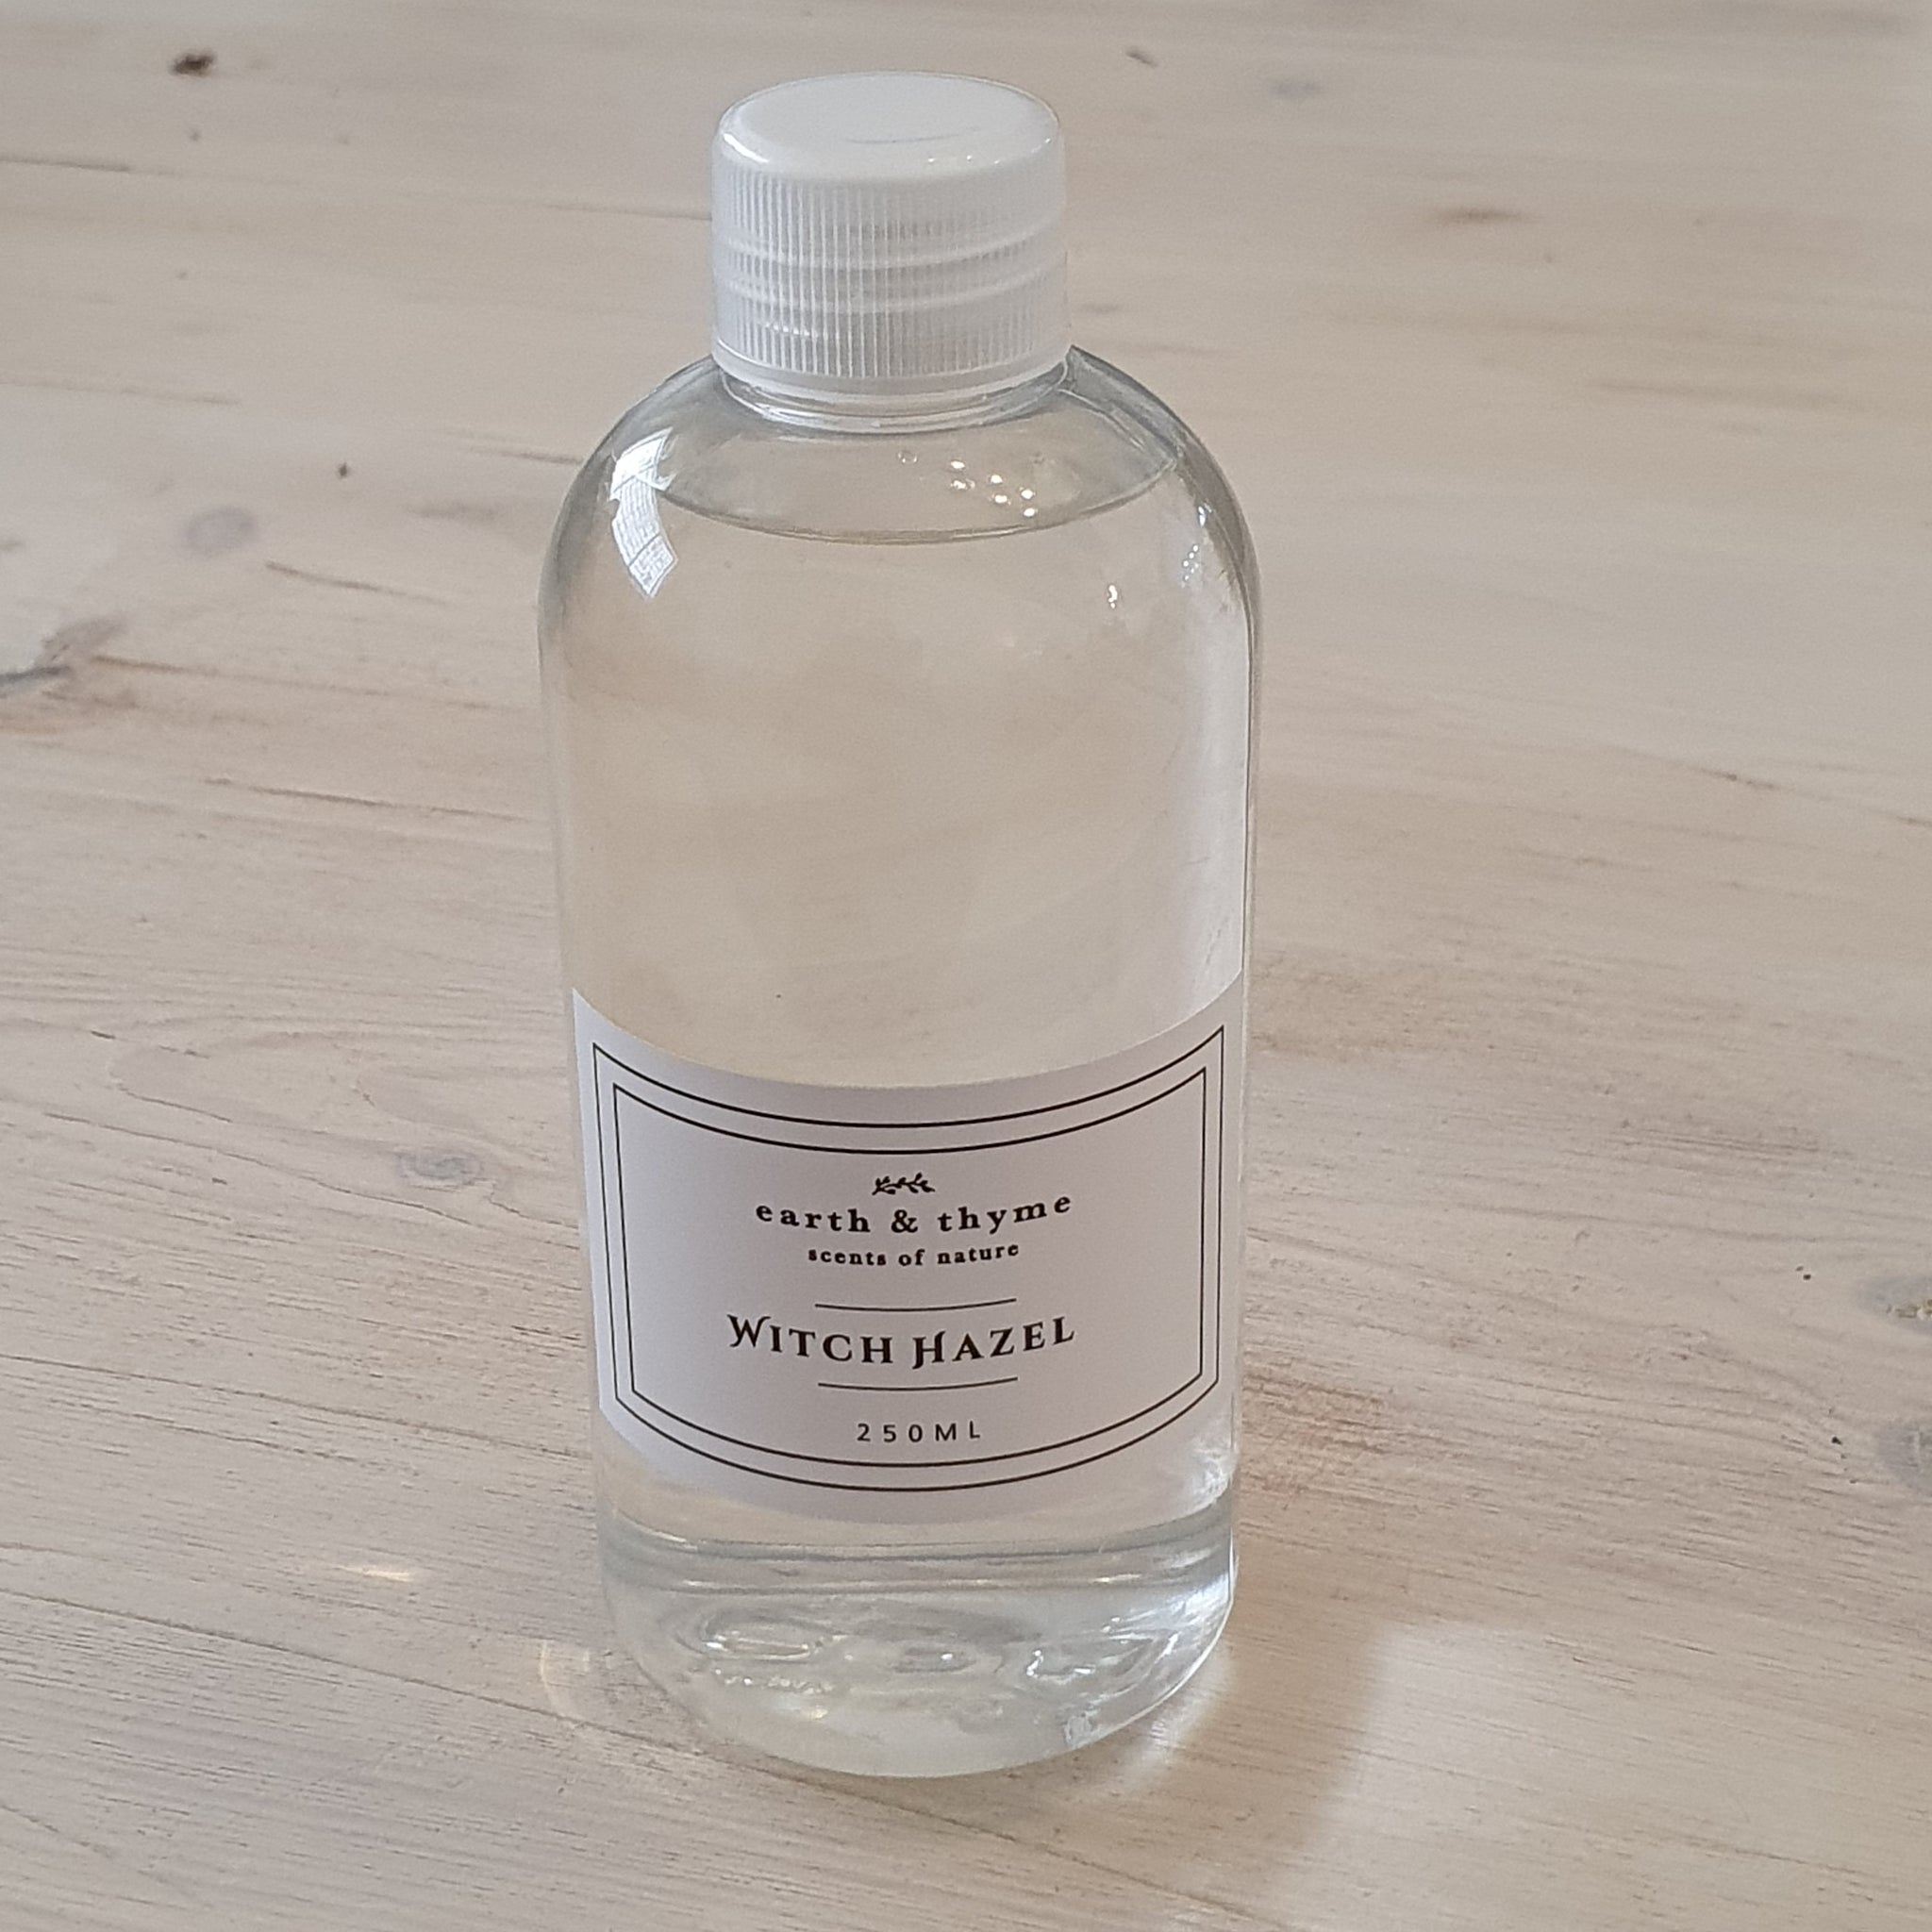 earth & thyme
scents of nature
WITCH HAZEL
250ML